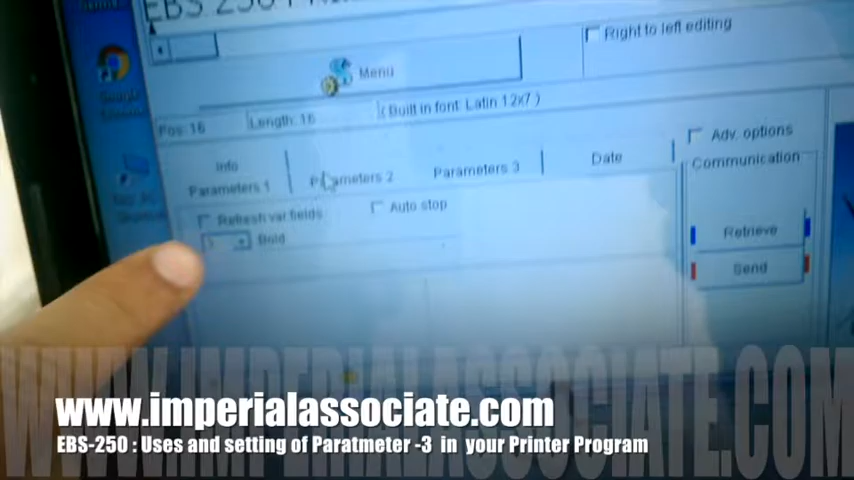 EBS 250
Right to left editing
Menu
Pos: 16
Length: 16
( Built in font: Latin 12x7 )
Adv. options
Info
Parameters 1
Parameters 2
Parameters 3
Date
Communication
Refresh var fields
Auto stop
Bold
Retrieve
Send
Google
WWW.IMPERIALASSOCIATE.COM
www.imperialassociate.com
EBS-250 : Uses and setting of Paratmeter -3 in your Printer Program